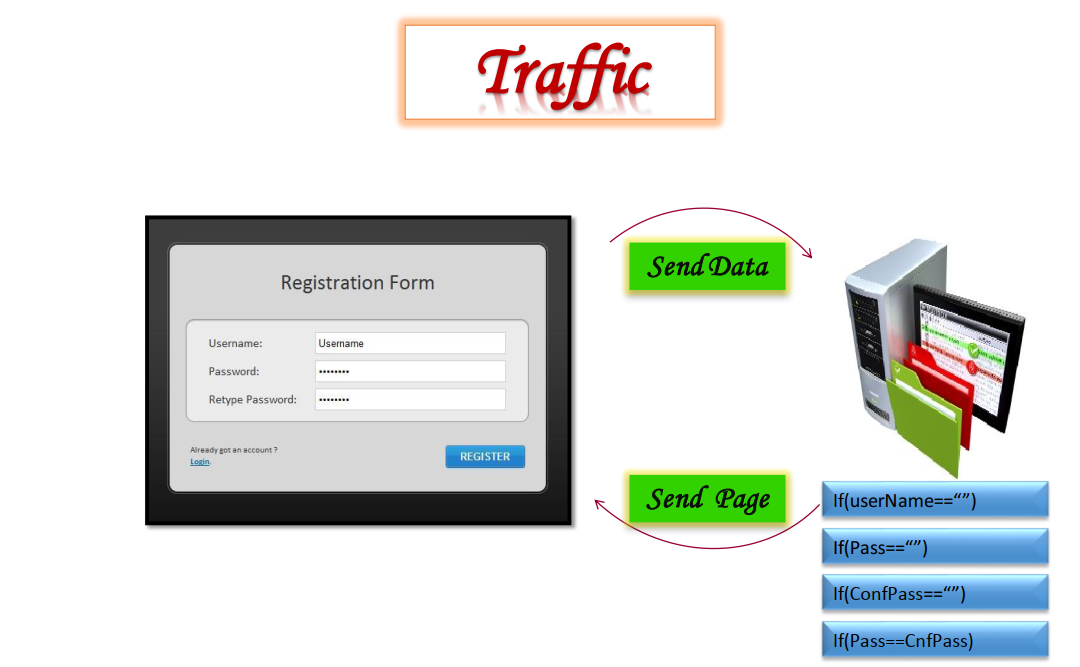 Traffic
Send Data
Registration Form
Username: Username
Password: ••••••••
Retype Password: ••••••••
Already got an account ?
Login.
REGISTER
Send Page
If(userName==“”)
If(Pass==“”)
If(ConfPass==“”)
If(Pass==CnfPass)